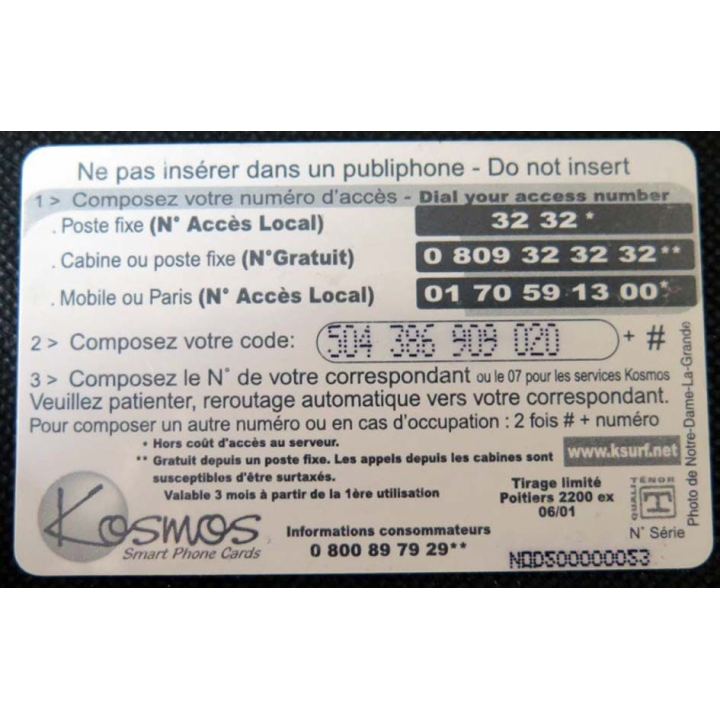 Ne pas insérer dans un publiphone - Do not insert
1 > Composez votre numéro d'accès - Dial your access number
. Poste fixe (N° Accès Local) 32 32 *
. Cabine ou poste fixe (N°Gratuit) 0 809 32 32 32**
. Mobile ou Paris (N° Accès Local) 01 70 59 13 00*
2 > Composez votre code: 504 386 909 020 + #
3 > Composez le N° de votre correspondant ou le 07 pour les services Kosmos
Veuillez patienter, reroutage automatique vers votre correspondant.
Pour composer un autre numéro ou en cas d'occupation : 2 fois # + numéro
* Hors coût d'accès au serveur.
** Gratuit depuis un poste fixe. Les appels depuis les cabines sont
susceptibles d'être surtaxés.
Valable 3 mois à partir de la 1ère utilisation
www.ksurf.net
Tirage limité
Poitiers 2200 ex
06/01
TÉNOR
QUALITÉ
T
N° Série
Kosmos
Smart Phone Cards
Informations consommateurs
0 800 89 79 29**
Photo de Notre-Dame-La-Grande